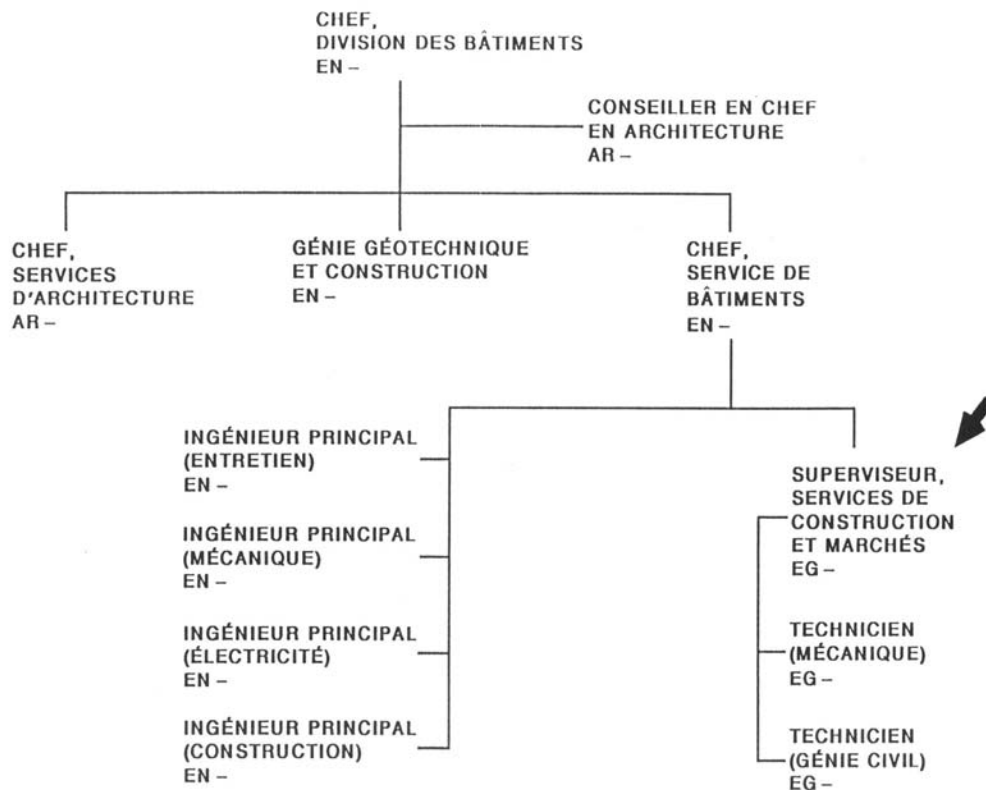 CHEF,
DIVISION DES BÂTIMENTS
EN –
CONSEILLER EN CHEF
EN ARCHITECTURE
AR –
CHEF,
SERVICES
D'ARCHITECTURE
AR –
GÉNIE GÉOTECHNIQUE
ET CONSTRUCTION
EN –
CHEF,
SERVICE DE
BÂTIMENTS
EN –
INGÉNIEUR PRINCIPAL
(ENTRETIEN)
EN –
INGÉNIEUR PRINCIPAL
(MÉCANIQUE)
EN –
INGÉNIEUR PRINCIPAL
(ÉLECTRICITÉ)
EN –
INGÉNIEUR PRINCIPAL
(CONSTRUCTION)
EN –
SUPERVISEUR,
SERVICES DE
CONSTRUCTION
ET MARCHÉS
EG –
TECHNICIEN
(MÉCANIQUE)
EG –
TECHNICIEN
(GÉNIE CIVIL)
EG –